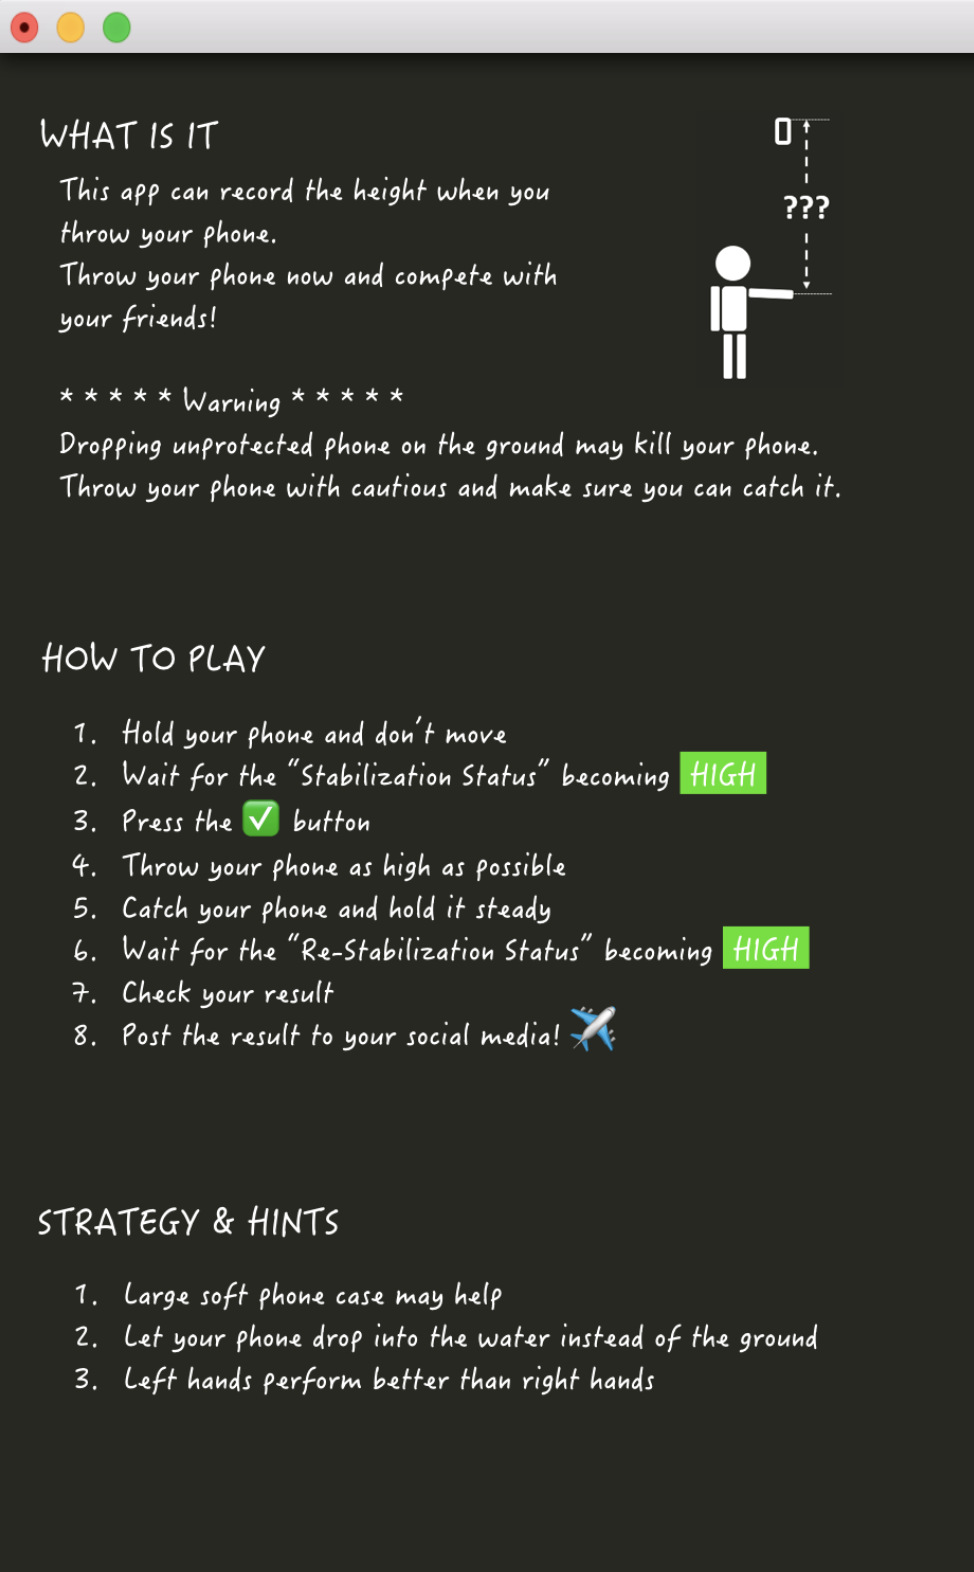 WHAT IS IT
This app can record the height when you
throw your phone.
Throw your phone now and compete with
your friends!
???
* * * * * Warning * * * * *
Dropping unprotected phone on the ground may kill your phone.
Throw your phone with cautious and make sure you can catch it.
HOW TO PLAY
1. Hold your phone and don't move
2. Wait for the "Stabilization Status" becoming HIGH
3. Press the ✅ button
4. Throw your phone as high as possible
5. Catch your phone and hold it steady
6. Wait for the "Re-Stabilization Status" becoming HIGH
7. Check your result
8. Post the result to your social media! ✈️
STRATEGY & HINTS
1. Large soft phone case may help
2. Let your phone drop into the water instead of the ground
3. Left hands perform better than right hands